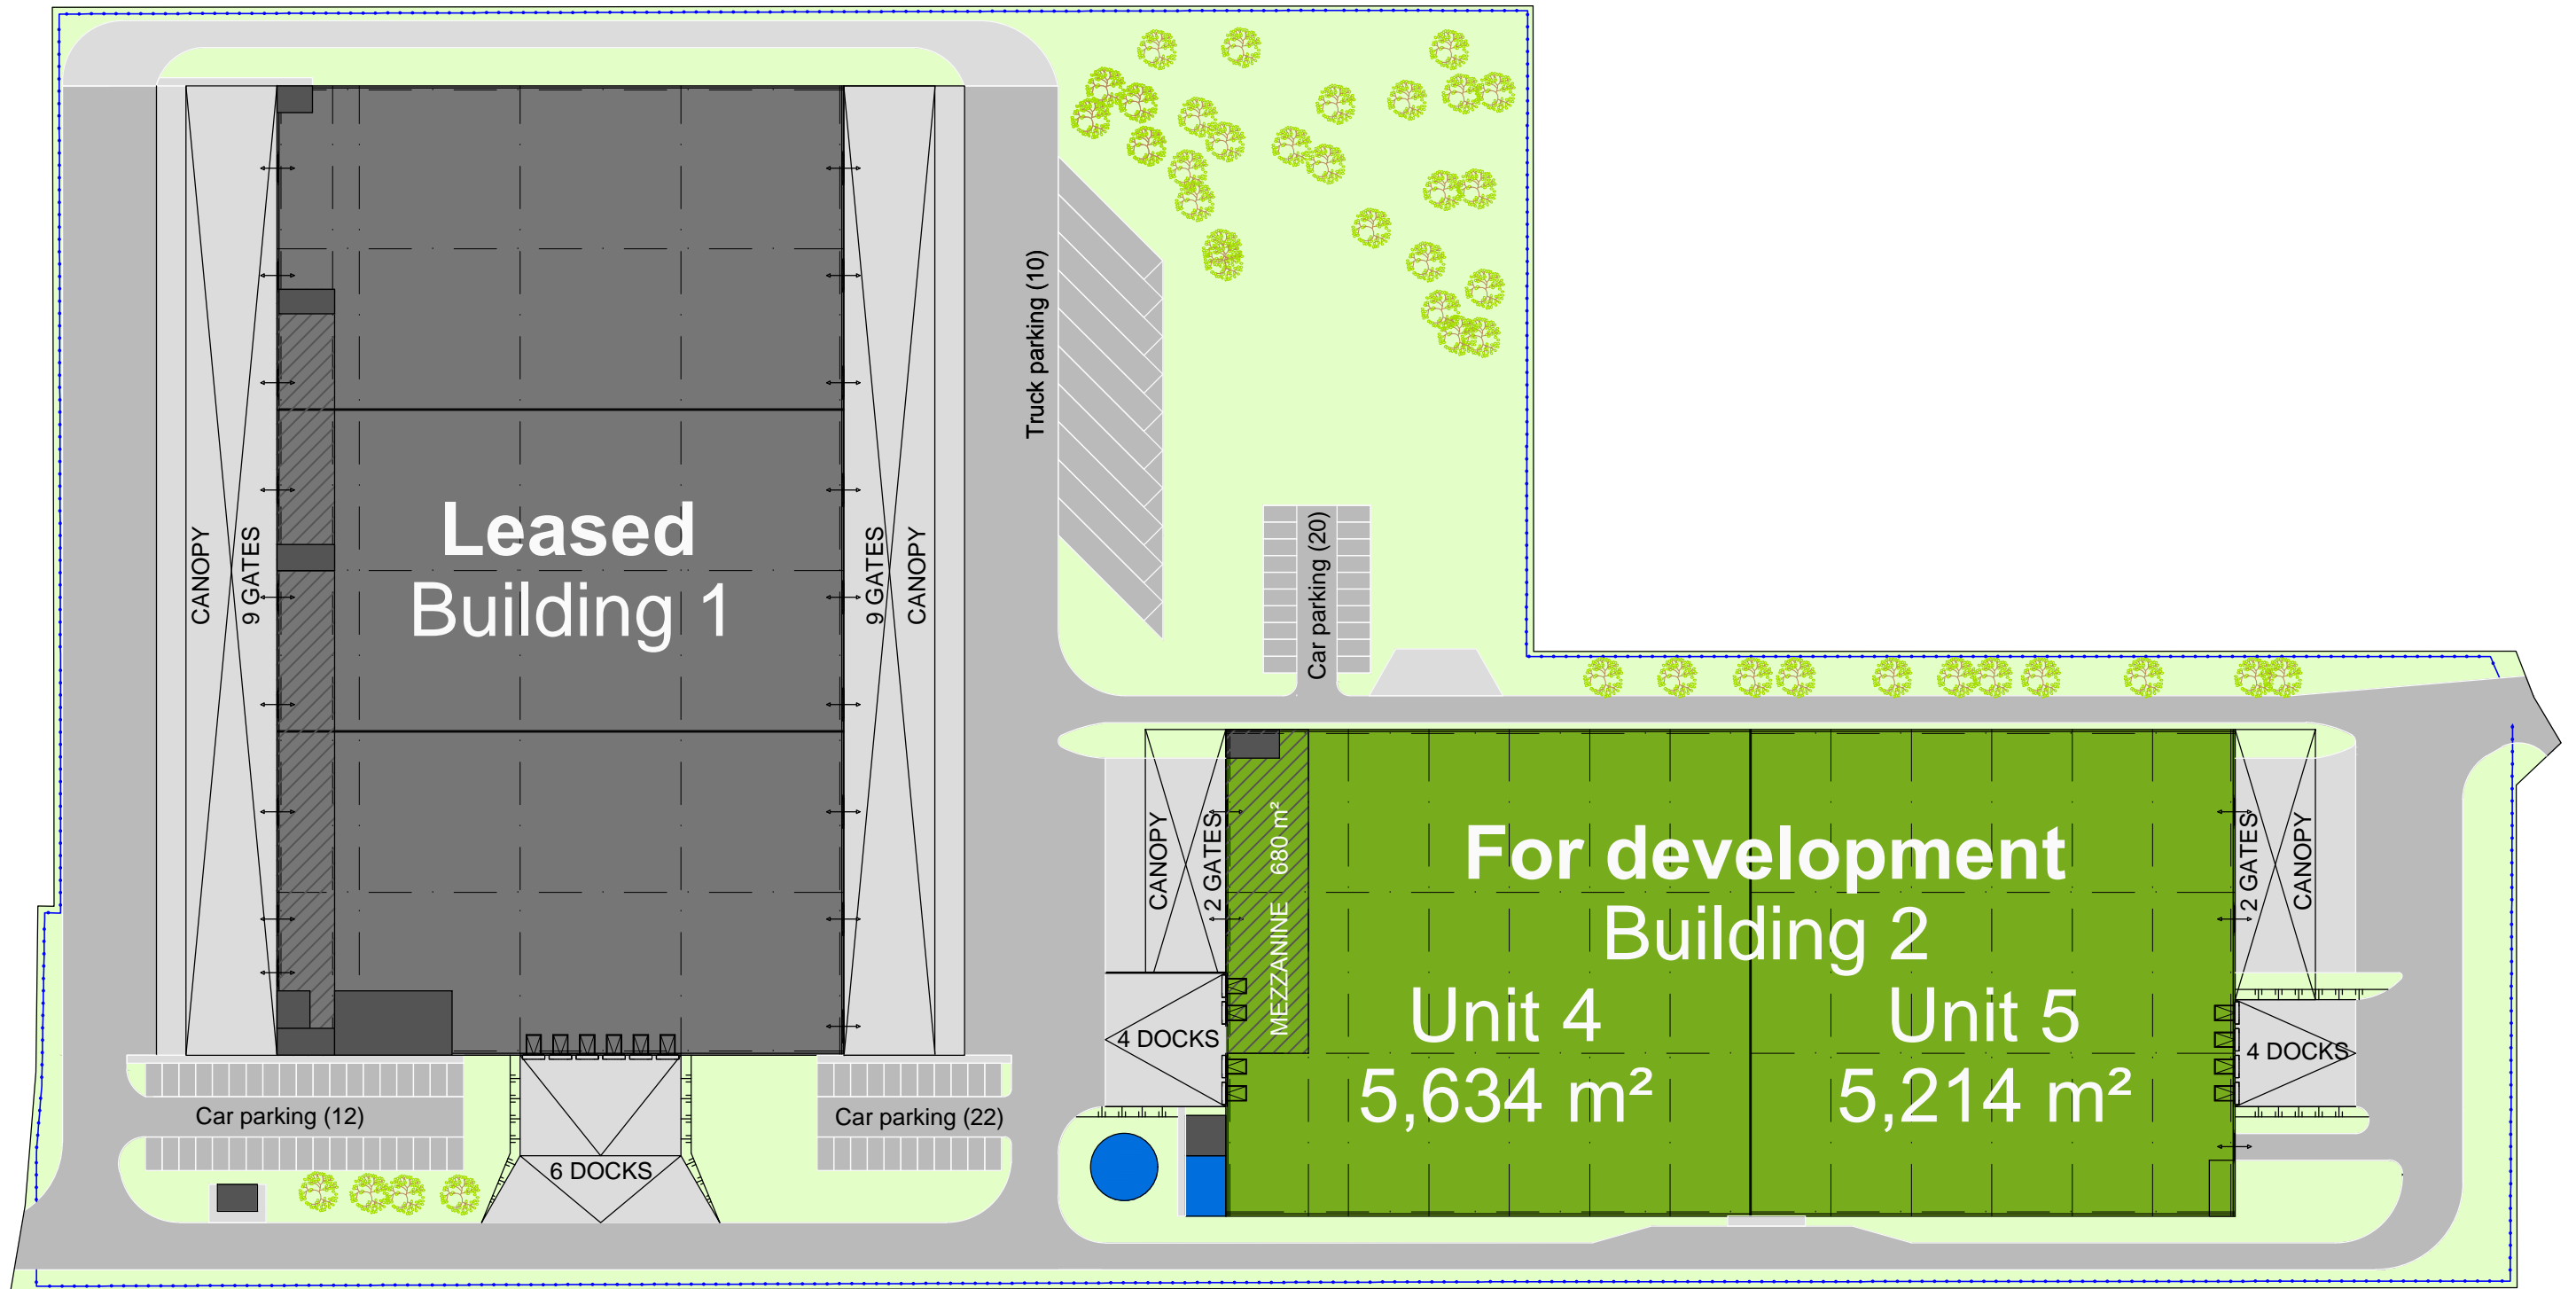 CANOPY
9 GATES
Leased
Building 1
9 GATES
CANOPY
Truck parking (10)
Car parking (20)
CANOPY
2 GATES
MEZZANINE 680 m²
For development
Building 2
Unit 4
5,634 m²
Unit 5
5,214 m²
2 GATES
CANOPY
4 DOCKS
4 DOCKS
Car parking (12)
6 DOCKS
Car parking (22)